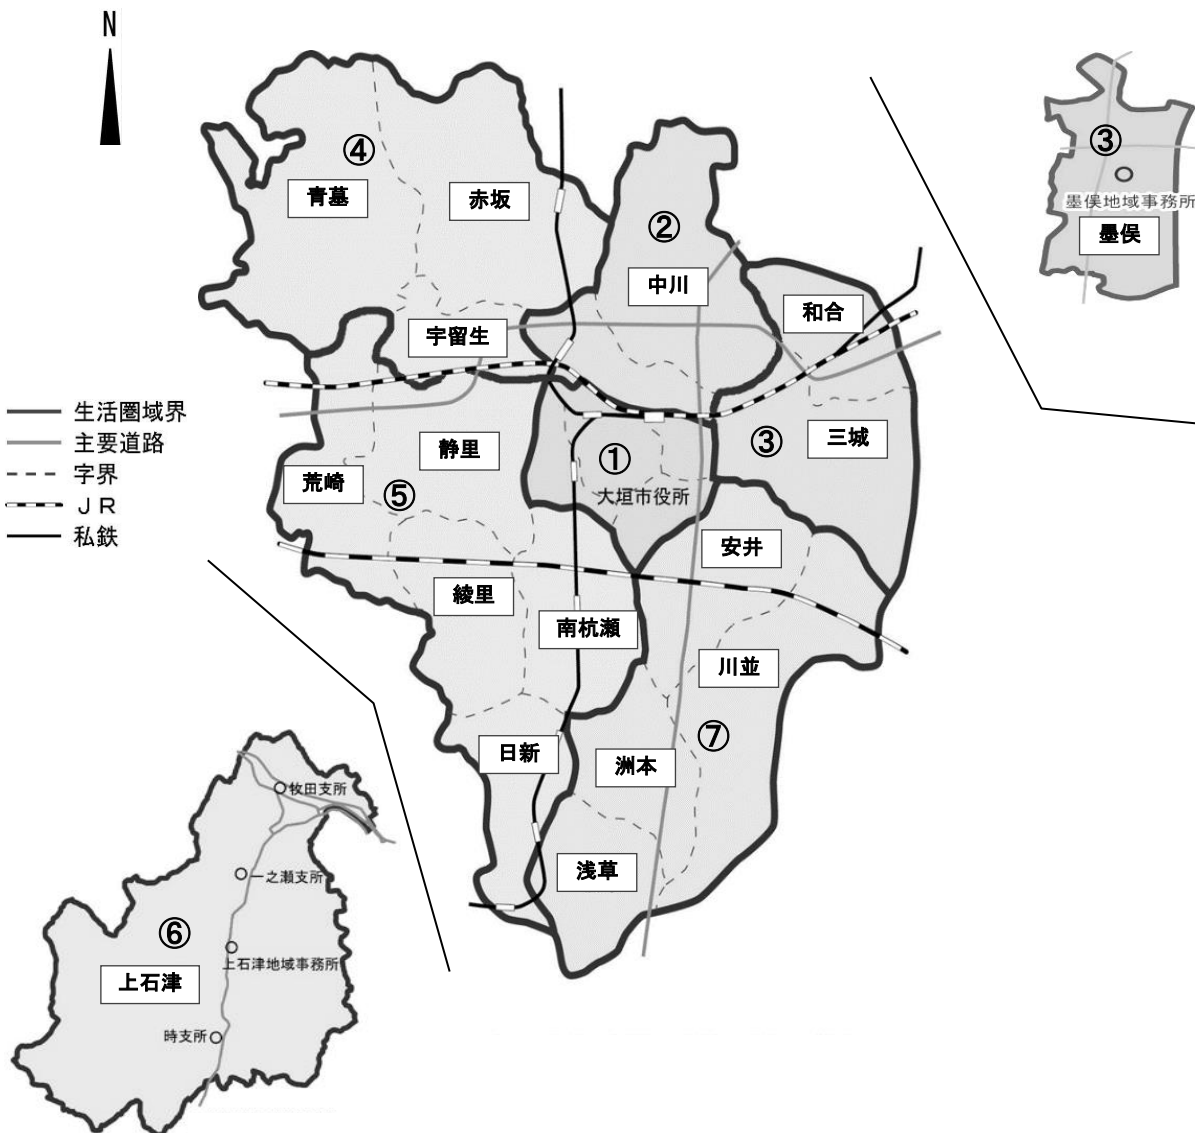 N
④
青墓
赤坂
②
中川
和合
宇留生
③
墨俣地域事務所
墨俣
生活圏域界
主要道路
字界
ＪＲ
私鉄
静里
荒崎
⑤
①
大垣市役所
③
三城
安井
綾里
南杭瀬
川並
⑦
日新
洲本
浅草
牧田支所
一之瀬支所
⑥
上石津地域事務所
上石津
時支所